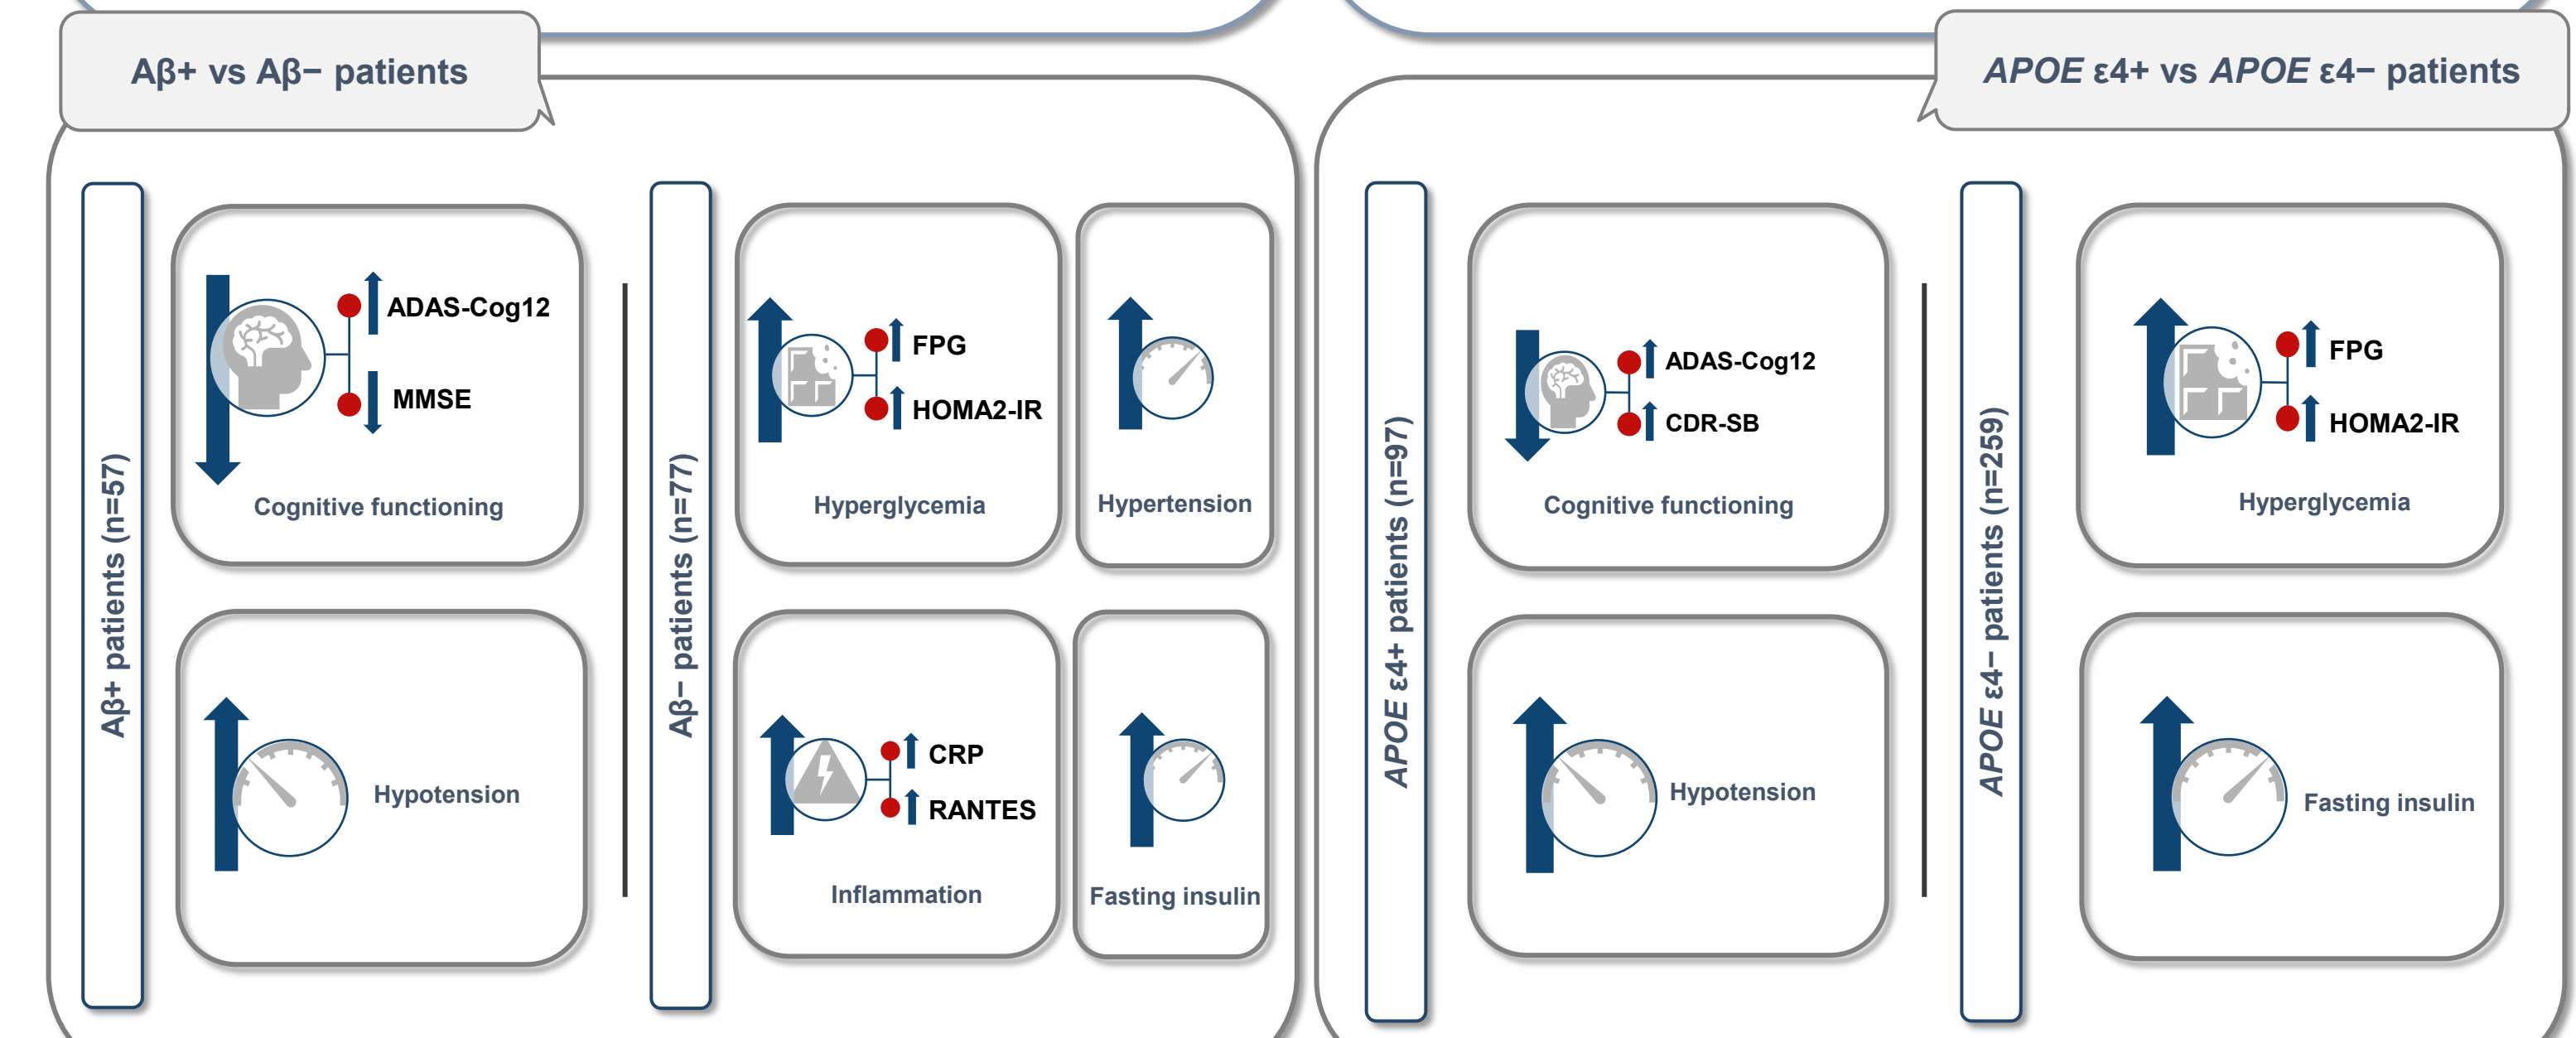 Aβ+ vs Aβ− patients
APOE ε4+ vs APOE ε4− patients
Aβ+ patients (n=57)
ADAS-Cog12
MMSE
Cognitive functioning
Hypotension
Aβ− patients (n=77)
FPG
HOMA2-IR
Hyperglycemia
Hypertension
CRP
RANTES
Inflammation
Fasting insulin
APOE ε4+ patients (n=97)
ADAS-Cog12
CDR-SB
Cognitive functioning
Hypotension
APOE ε4− patients (n=259)
FPG
HOMA2-IR
Hyperglycemia
Fasting insulin